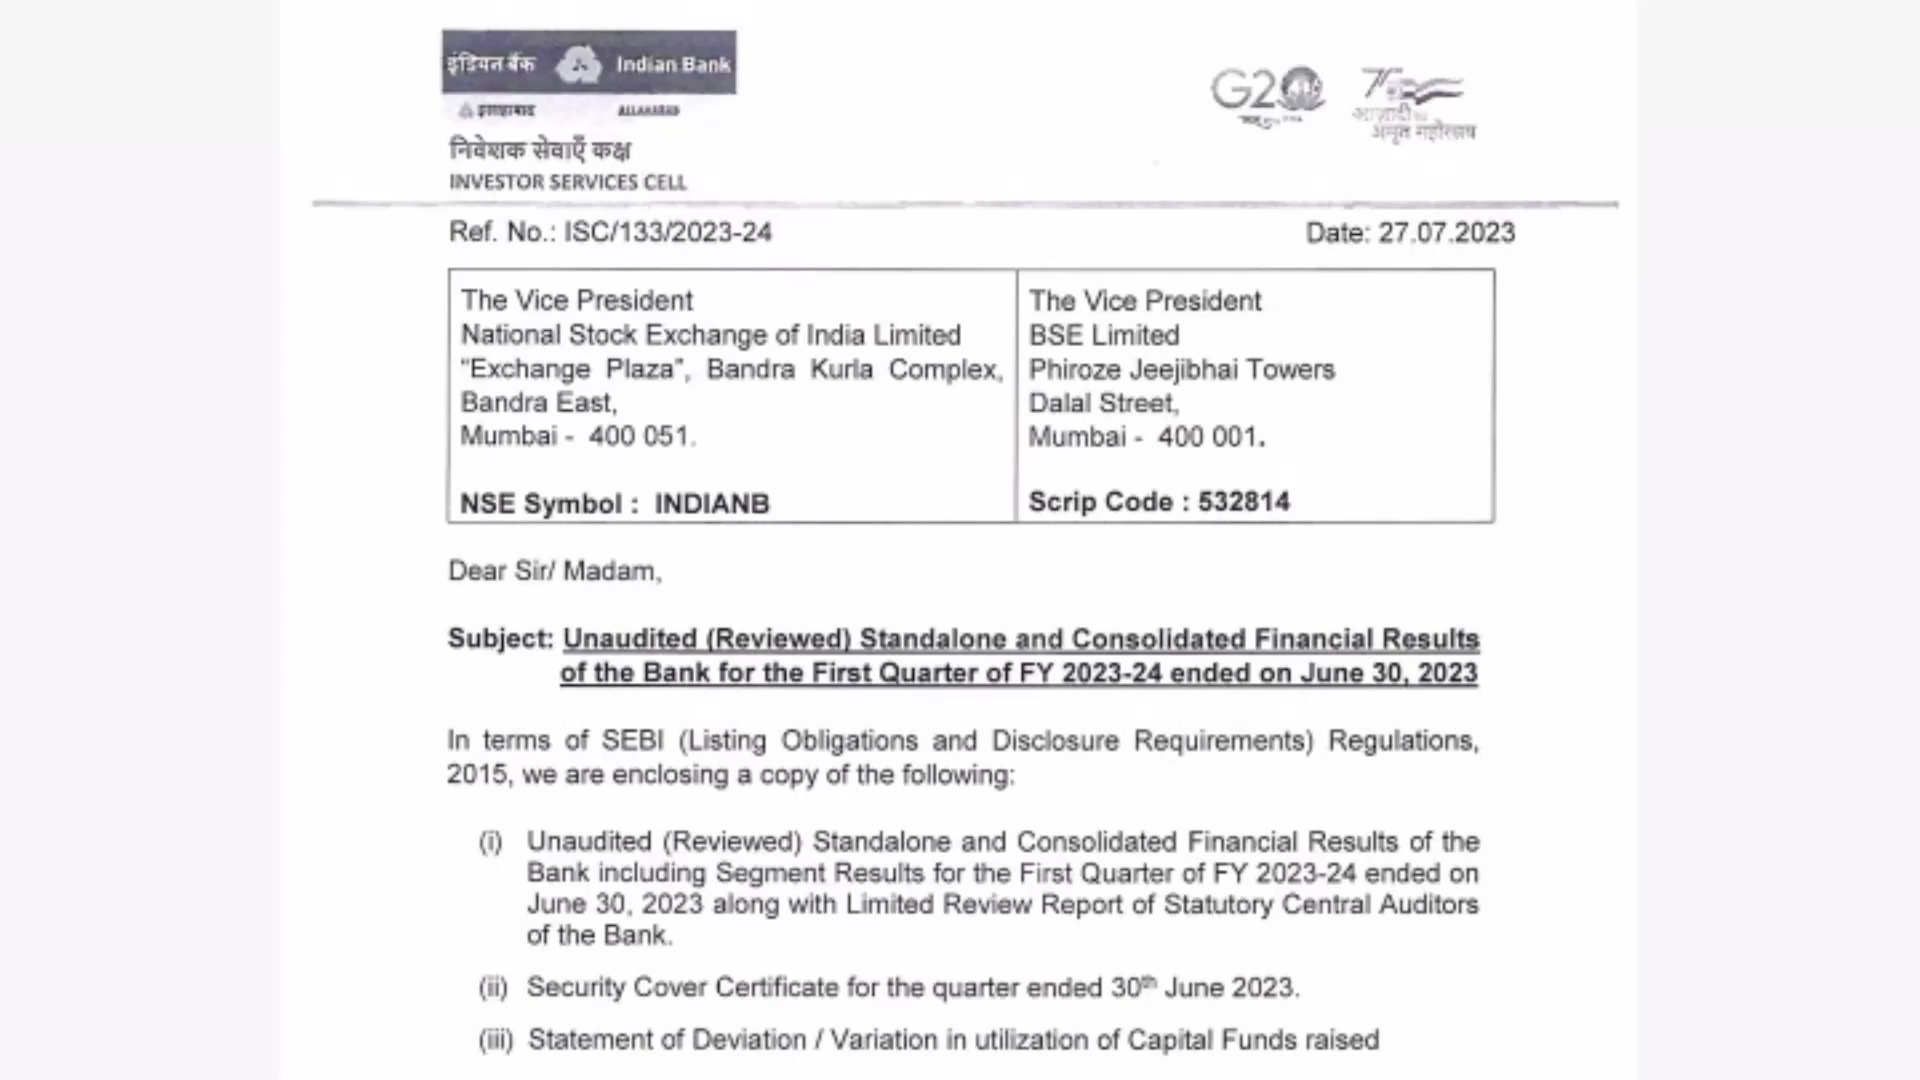 इंडियन बैंक Indian Bank
इलाहाबाद ALLAHABAD
G20
आज़ादी का
अमृत महोत्सव
निवेशक सेवाएँ कक्ष
INVESTOR SERVICES CELL
Ref. No.: ISC/133/2023-24 Date: 27.07.2023
The Vice President
National Stock Exchange of India Limited
“Exchange Plaza”, Bandra Kurla Complex,
Bandra East,
Mumbai - 400 051.
NSE Symbol : INDIANB
The Vice President
BSE Limited
Phiroze Jeejibhai Towers
Dalal Street,
Mumbai - 400 001.
Scrip Code : 532814
Dear Sir/ Madam,
Subject: Unaudited (Reviewed) Standalone and Consolidated Financial Results
of the Bank for the First Quarter of FY 2023-24 ended on June 30, 2023
In terms of SEBI (Listing Obligations and Disclosure Requirements) Regulations,
2015, we are enclosing a copy of the following:
(i) Unaudited (Reviewed) Standalone and Consolidated Financial Results of the
Bank including Segment Results for the First Quarter of FY 2023-24 ended on
June 30, 2023 along with Limited Review Report of Statutory Central Auditors
of the Bank.
(ii) Security Cover Certificate for the quarter ended 30th June 2023.
(iii) Statement of Deviation / Variation in utilization of Capital Funds raised